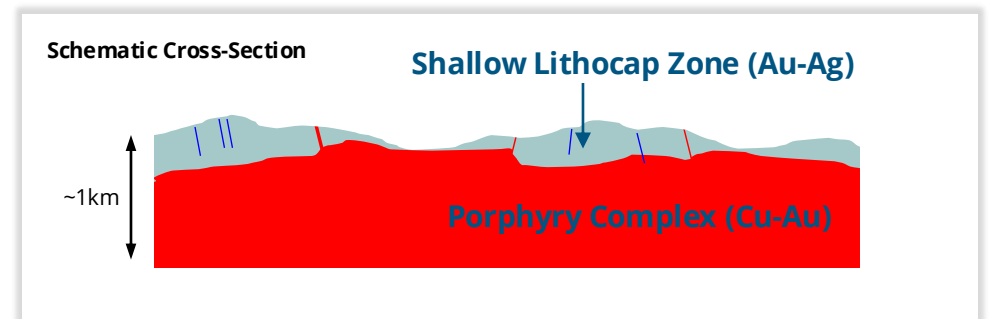 Schematic Cross-Section
Shallow Lithocap Zone (Au-Ag)
~1km
Porphyry Complex (Cu-Au)